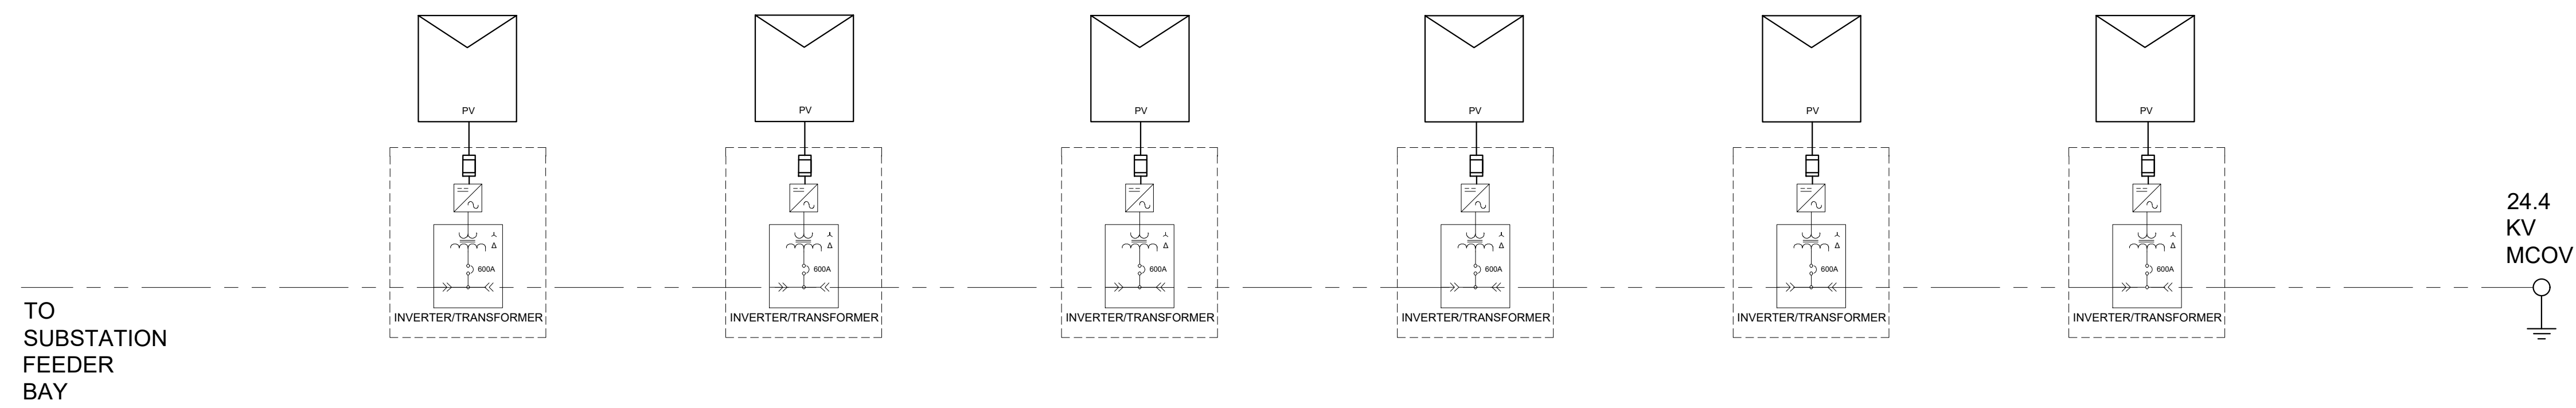 PV
PV
PV
PV
PV
PV
24.4
KV
MCOV
600A
600A
600A
600A
600A
600A
TO
SUBSTATION
FEEDER
BAY
INVERTER/TRANSFORMER
INVERTER/TRANSFORMER
INVERTER/TRANSFORMER
INVERTER/TRANSFORMER
INVERTER/TRANSFORMER
INVERTER/TRANSFORMER